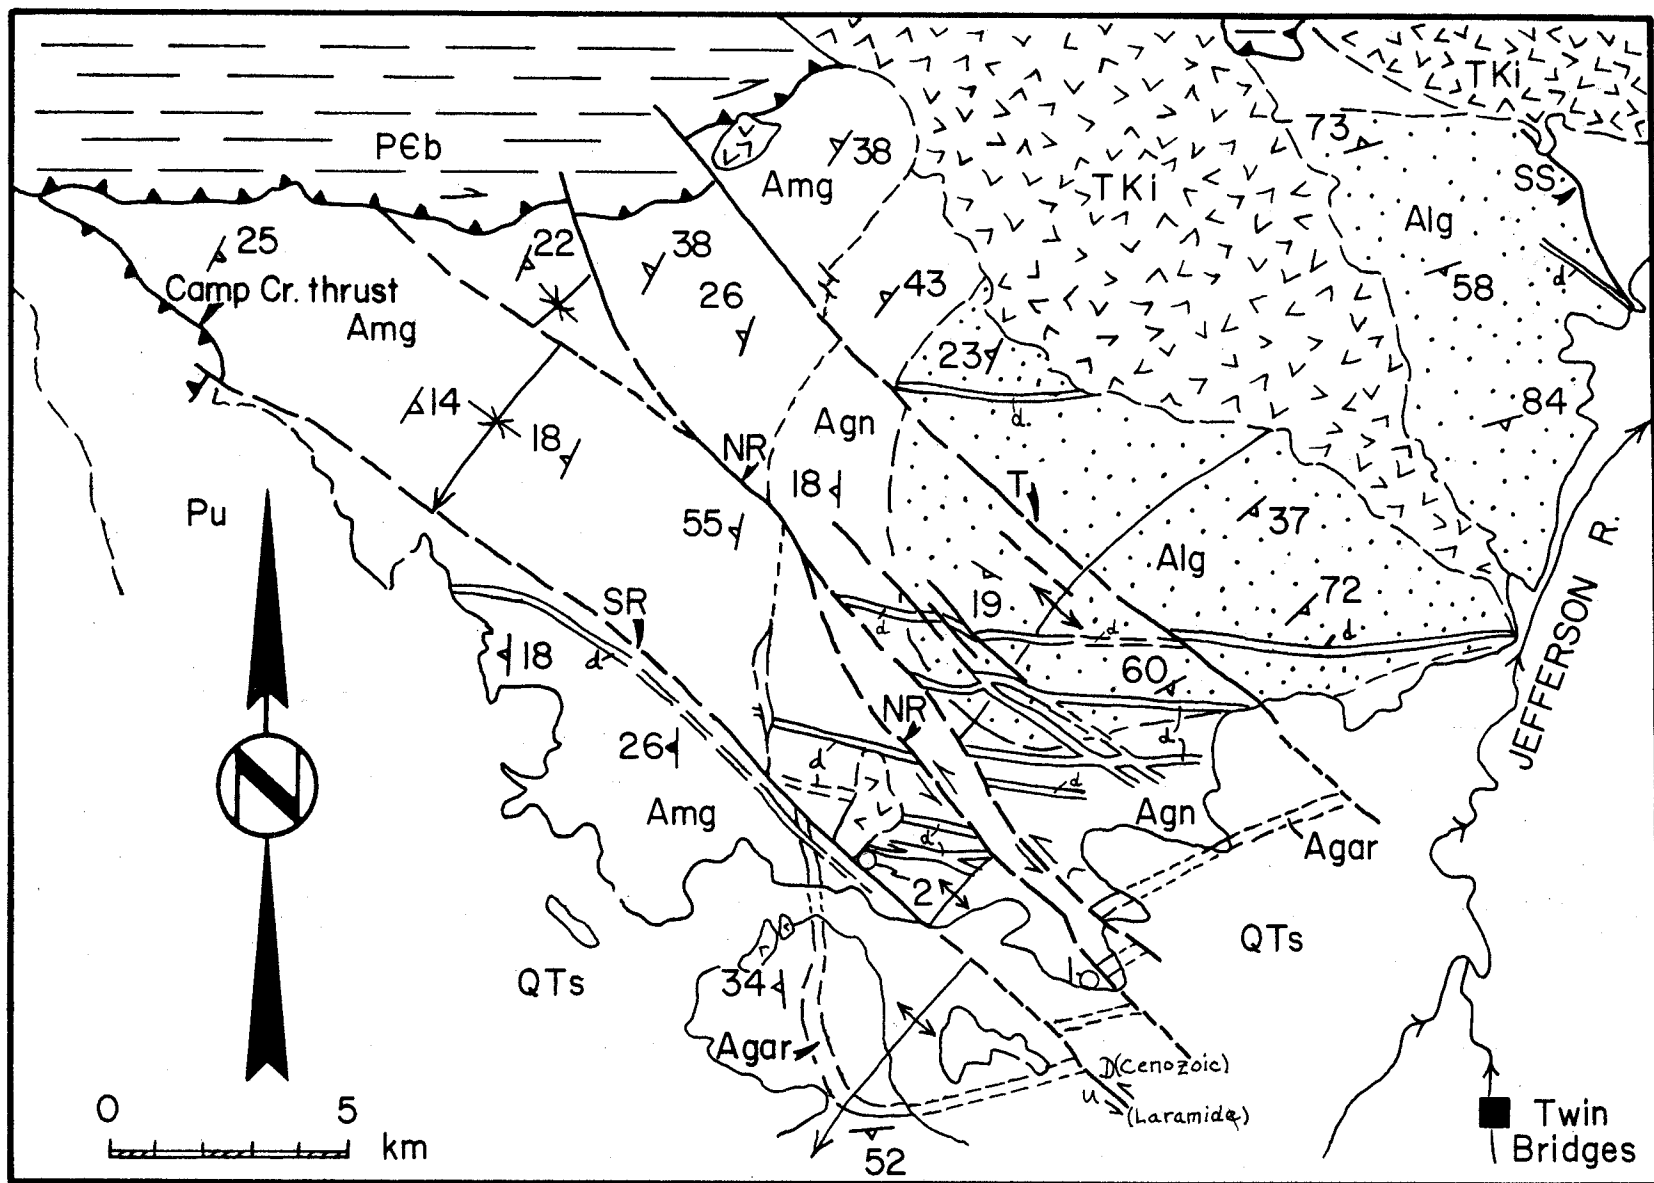 TKi
73
P€b
38
Amg
TKi
SS
Alg
25
22
38
43
58
d
Camp Cr. thrust
26
Amg
23
84
14
d.
Agn
18
NR
T
18
Pu
55
37
Alg
JEFFERSON R.
SR
19
72
d
d
d
18
d
60
NR
26
d
d
d
Amg
Agn
d
Agar
2
QTs
QTs
34
Agar
D(Cenozoic)
U
(Laramide)
0
5
km
52
Twin
Bridges
N